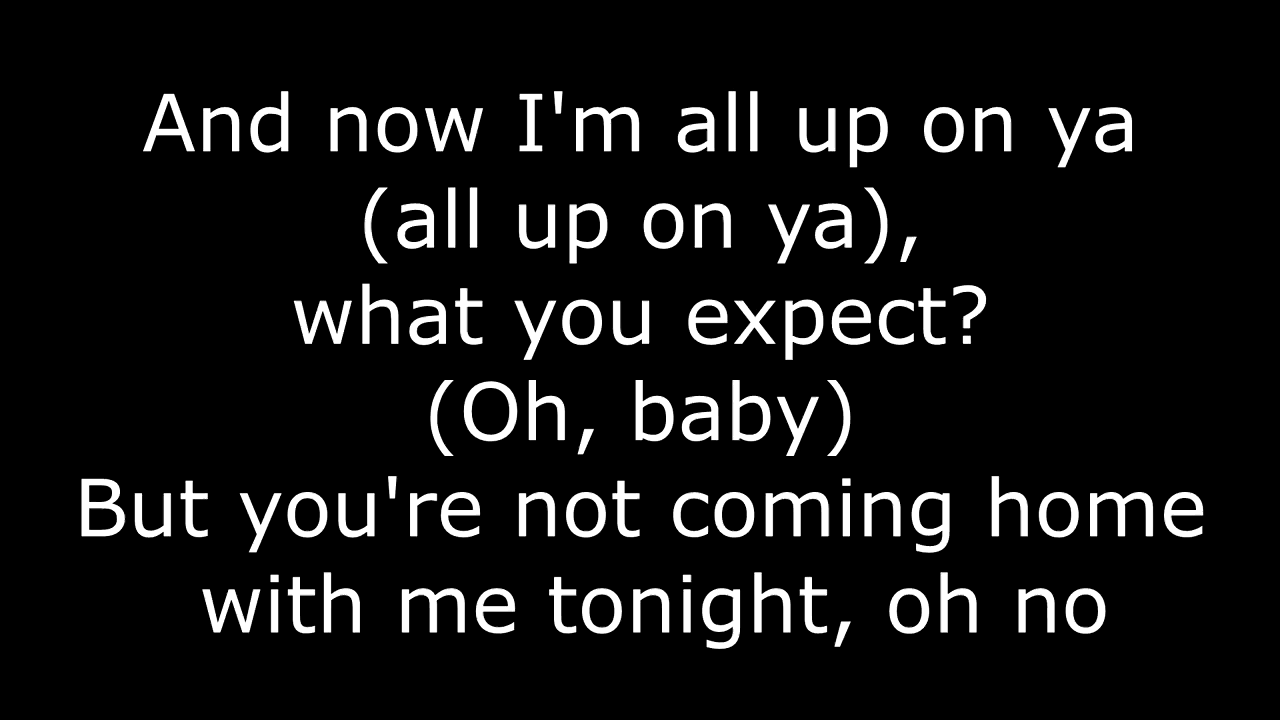 And now I'm all up on ya
(all up on ya),
what you expect?
(Oh, baby)
But you're not coming home
with me tonight, oh no